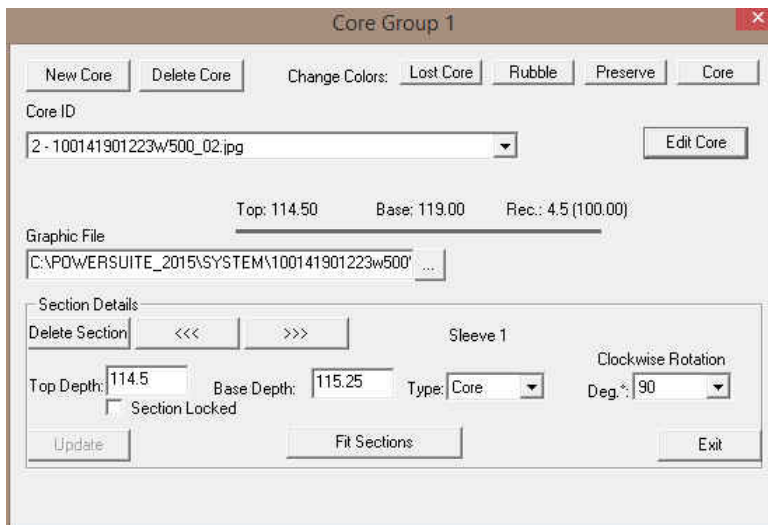 Core Group 1
New Core Delete Core Change Colors: Lost Core Rubble Preserve Core
Core ID
2 - 100141901223W500_02.jpg Edit Core
Top: 114.50 Base: 119.00 Rec.: 4.5 (100.00)
Graphic File
C:\POWERSUITE_2015\SYSTEM\100141901223w500' ...
Section Details
Delete Section <<< >>> Sleeve 1
Clockwise Rotation
Top Depth: 114.5 Base Depth: 115.25 Type: Core Deg.*: 90
Section Locked
Update Fit Sections Exit